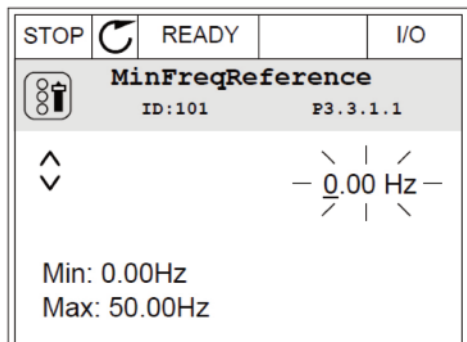 STOP READY I/O
MinFreqReference
ID:101 P3.3.1.1
0.00 Hz
Min: 0.00Hz
Max: 50.00Hz